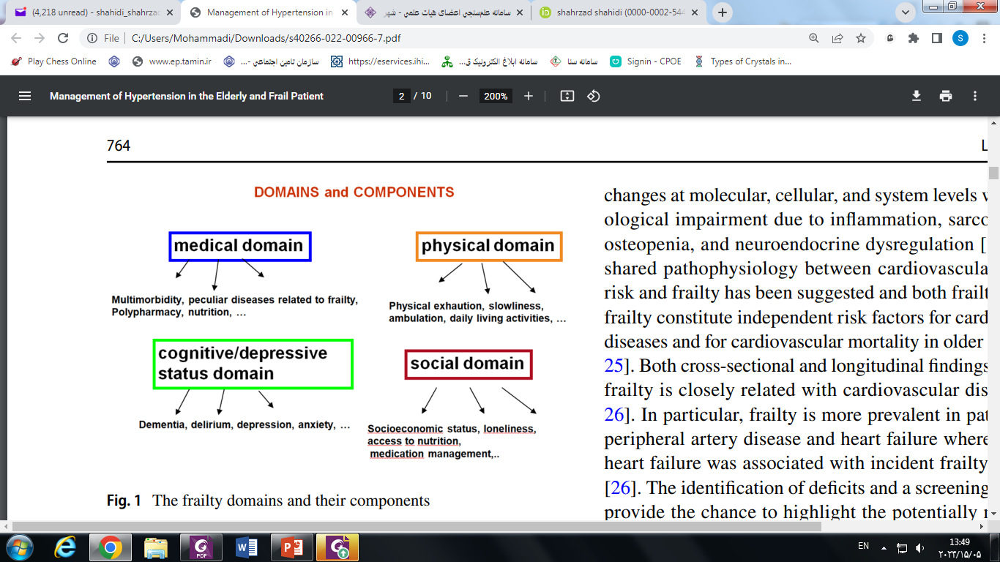 (4,218 unread) - shahidi_shahrzad
Management of Hypertension in
سامانه علم‌سنجی اعضای هیات علمی - شهر
shahrzad shahidi (0000-0002-544
File
C:/Users/Mohammadi/Downloads/s40266-022-00966-7.pdf
S
Play Chess Online
www.ep.tamin.ir
سازمان تامین اجتماعی -...
https://eservices.ihi...
سامانه ابلاغ الکترونیک ق...
سامانه سنا
Signin - CPOE
Types of Crystals in...
Management of Hypertension in the Elderly and Frail Patient
2 / 10
200%
764
L
DOMAINS and COMPONENTS
medical domain
Multimorbidity, peculiar diseases related to frailty,
Polypharmacy, nutrition, ...
physical domain
Physical exhaution, slowliness,
ambulation, daily living activities, ...
cognitive/depressive
status domain
Dementia, delirium, depression, anxiety, ...
social domain
Socioeconomic status, loneliness,
access to nutrition,
medication management,..
Fig. 1 The frailty domains and their components
changes at molecular, cellular, and system levels w
ological impairment due to inflammation, sarco
osteopenia, and neuroendocrine dysregulation [
shared pathophysiology between cardiovascula
risk and frailty has been suggested and both frailt
frailty constitute independent risk factors for card
diseases and for cardiovascular mortality in older
25]. Both cross-sectional and longitudinal findings
frailty is closely related with cardiovascular dis
26]. In particular, frailty is more prevalent in pat
peripheral artery disease and heart failure where
heart failure was associated with incident frailty
[26]. The identification of deficits and a screening
provide the chance to highlight the potentially r
PDF
EN
13:49
۲۰۲۳/۱۵/۰۵